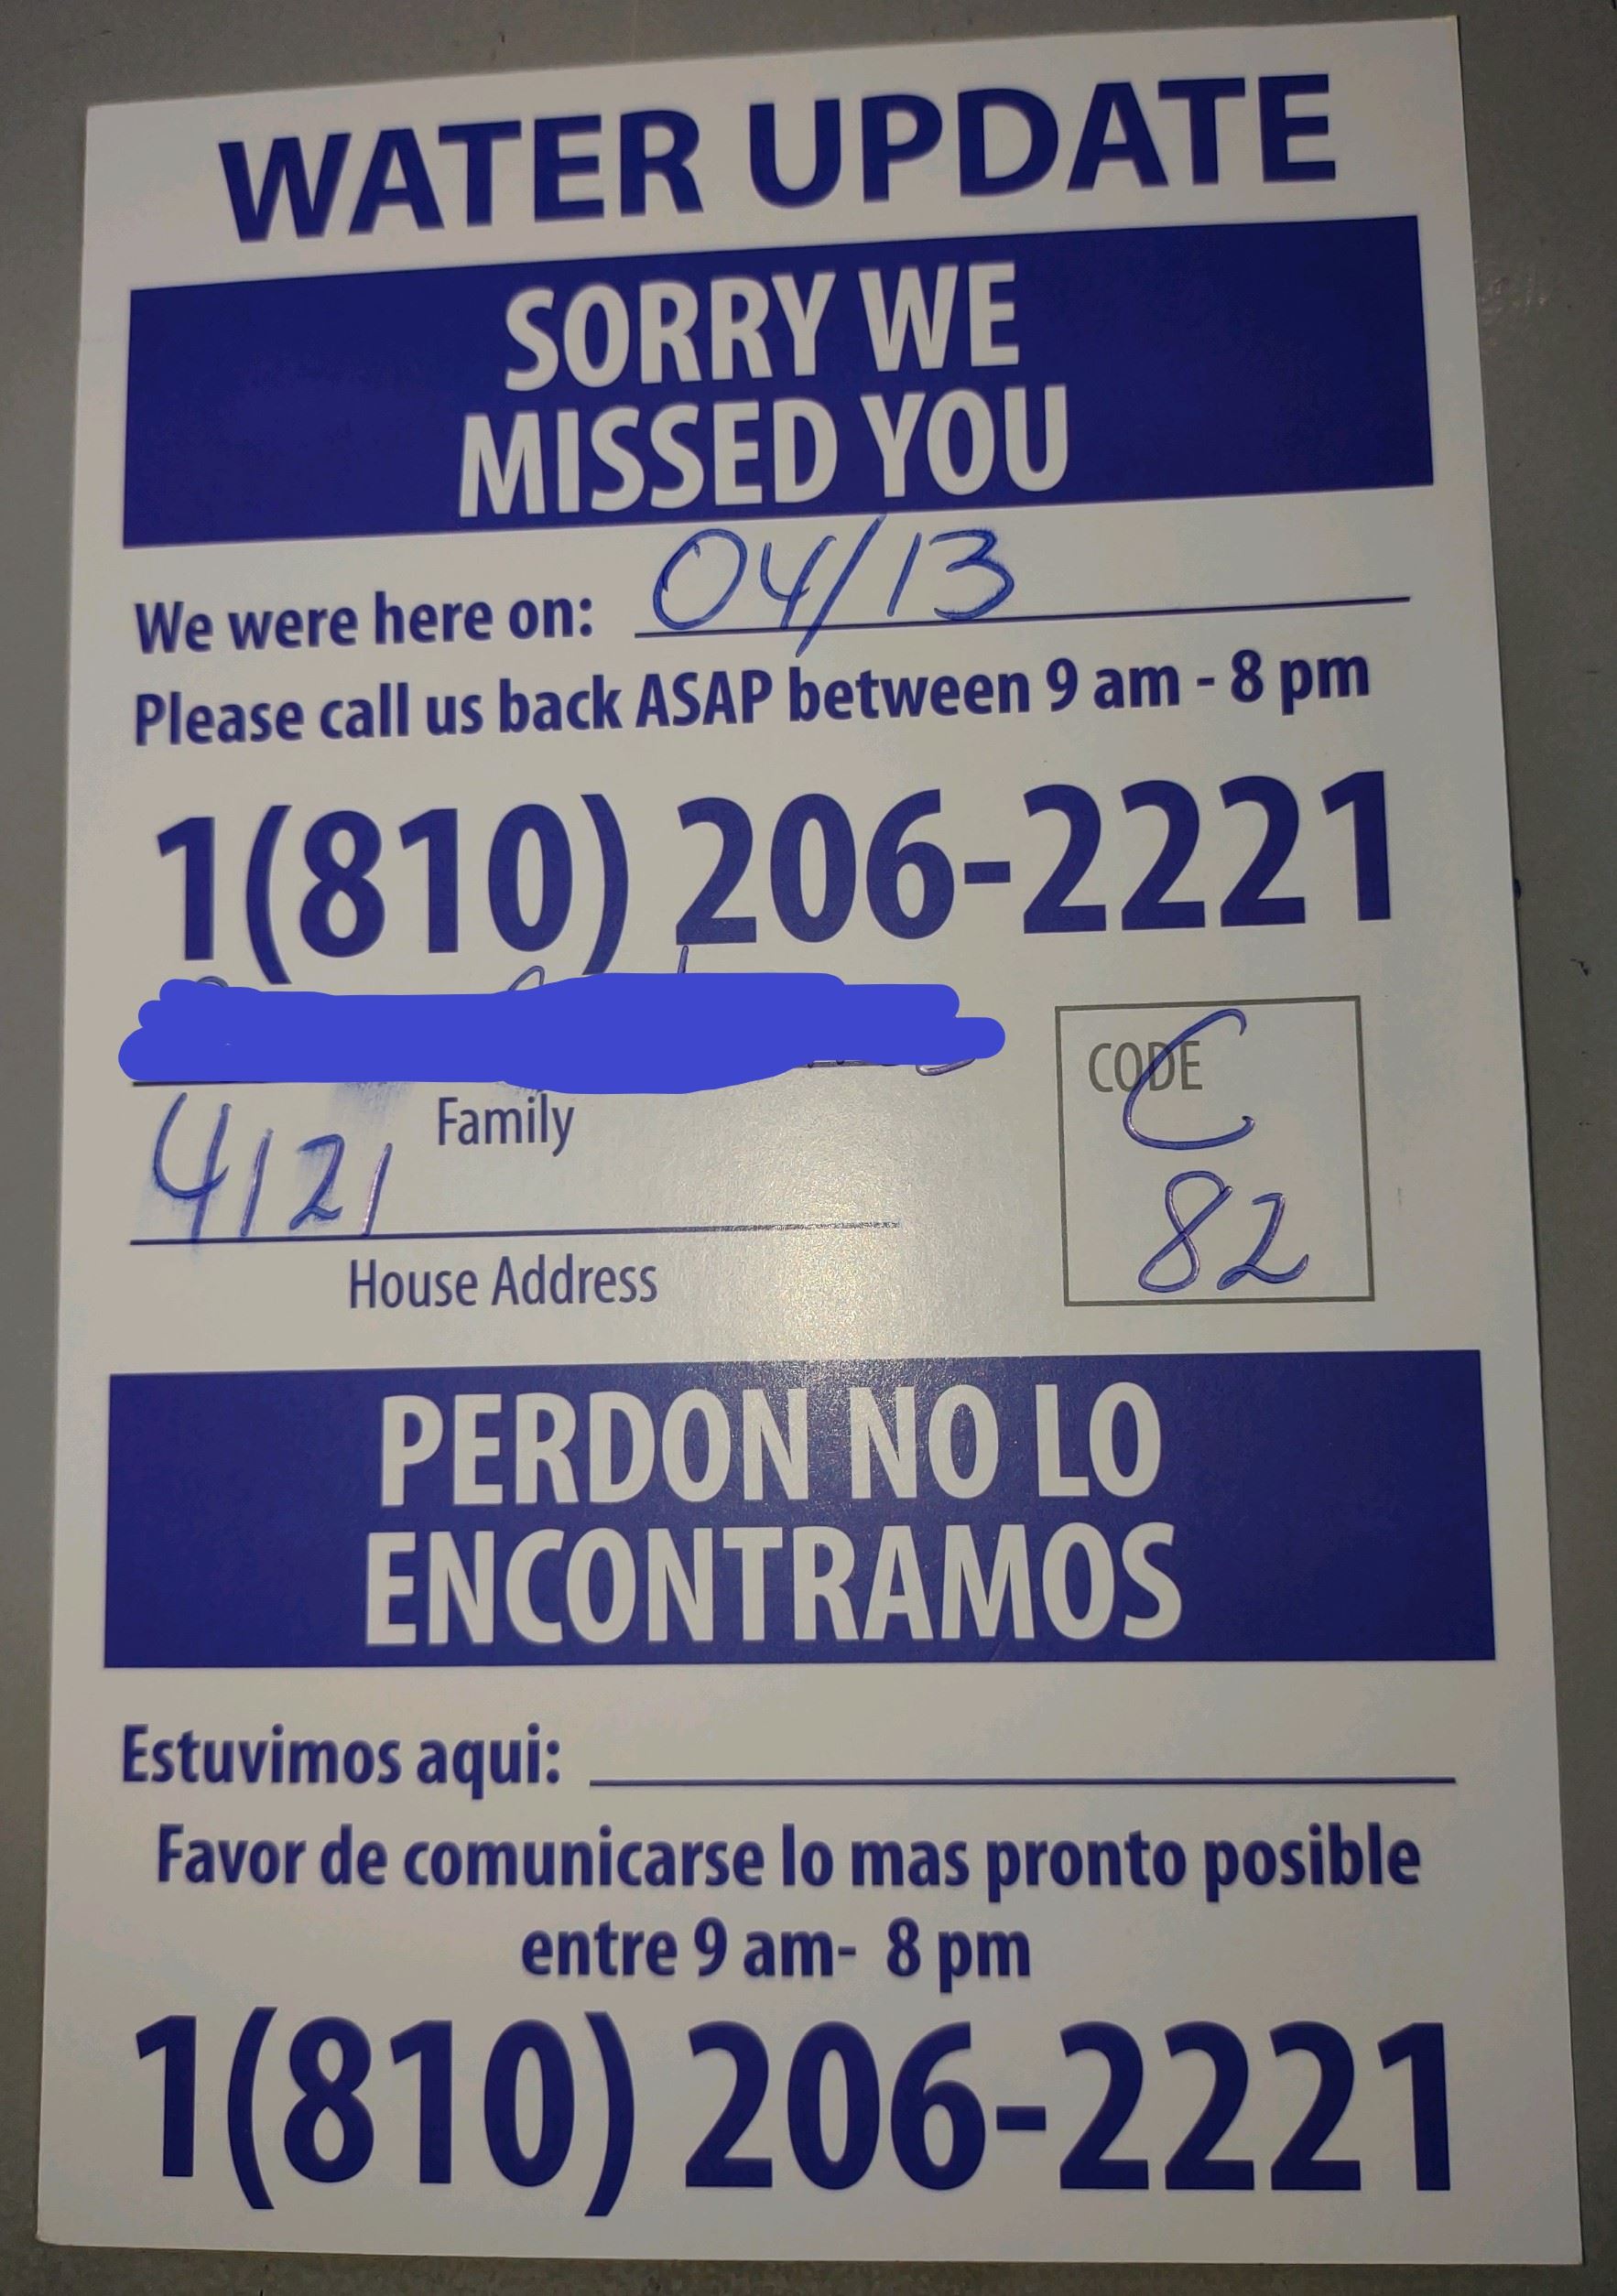 WATER UPDATE
SORRY WE
MISSED YOU
We were here on: 04/13
Please call us back ASAP between 9 am - 8 pm
1(810) 206-2221
Family
CODE
C
82
4121
House Address
PERDON NO LO
ENCONTRAMOS
Estuvimos aqui:
Favor de comunicarse lo mas pronto posible
entre 9 am- 8 pm
1(810) 206-2221